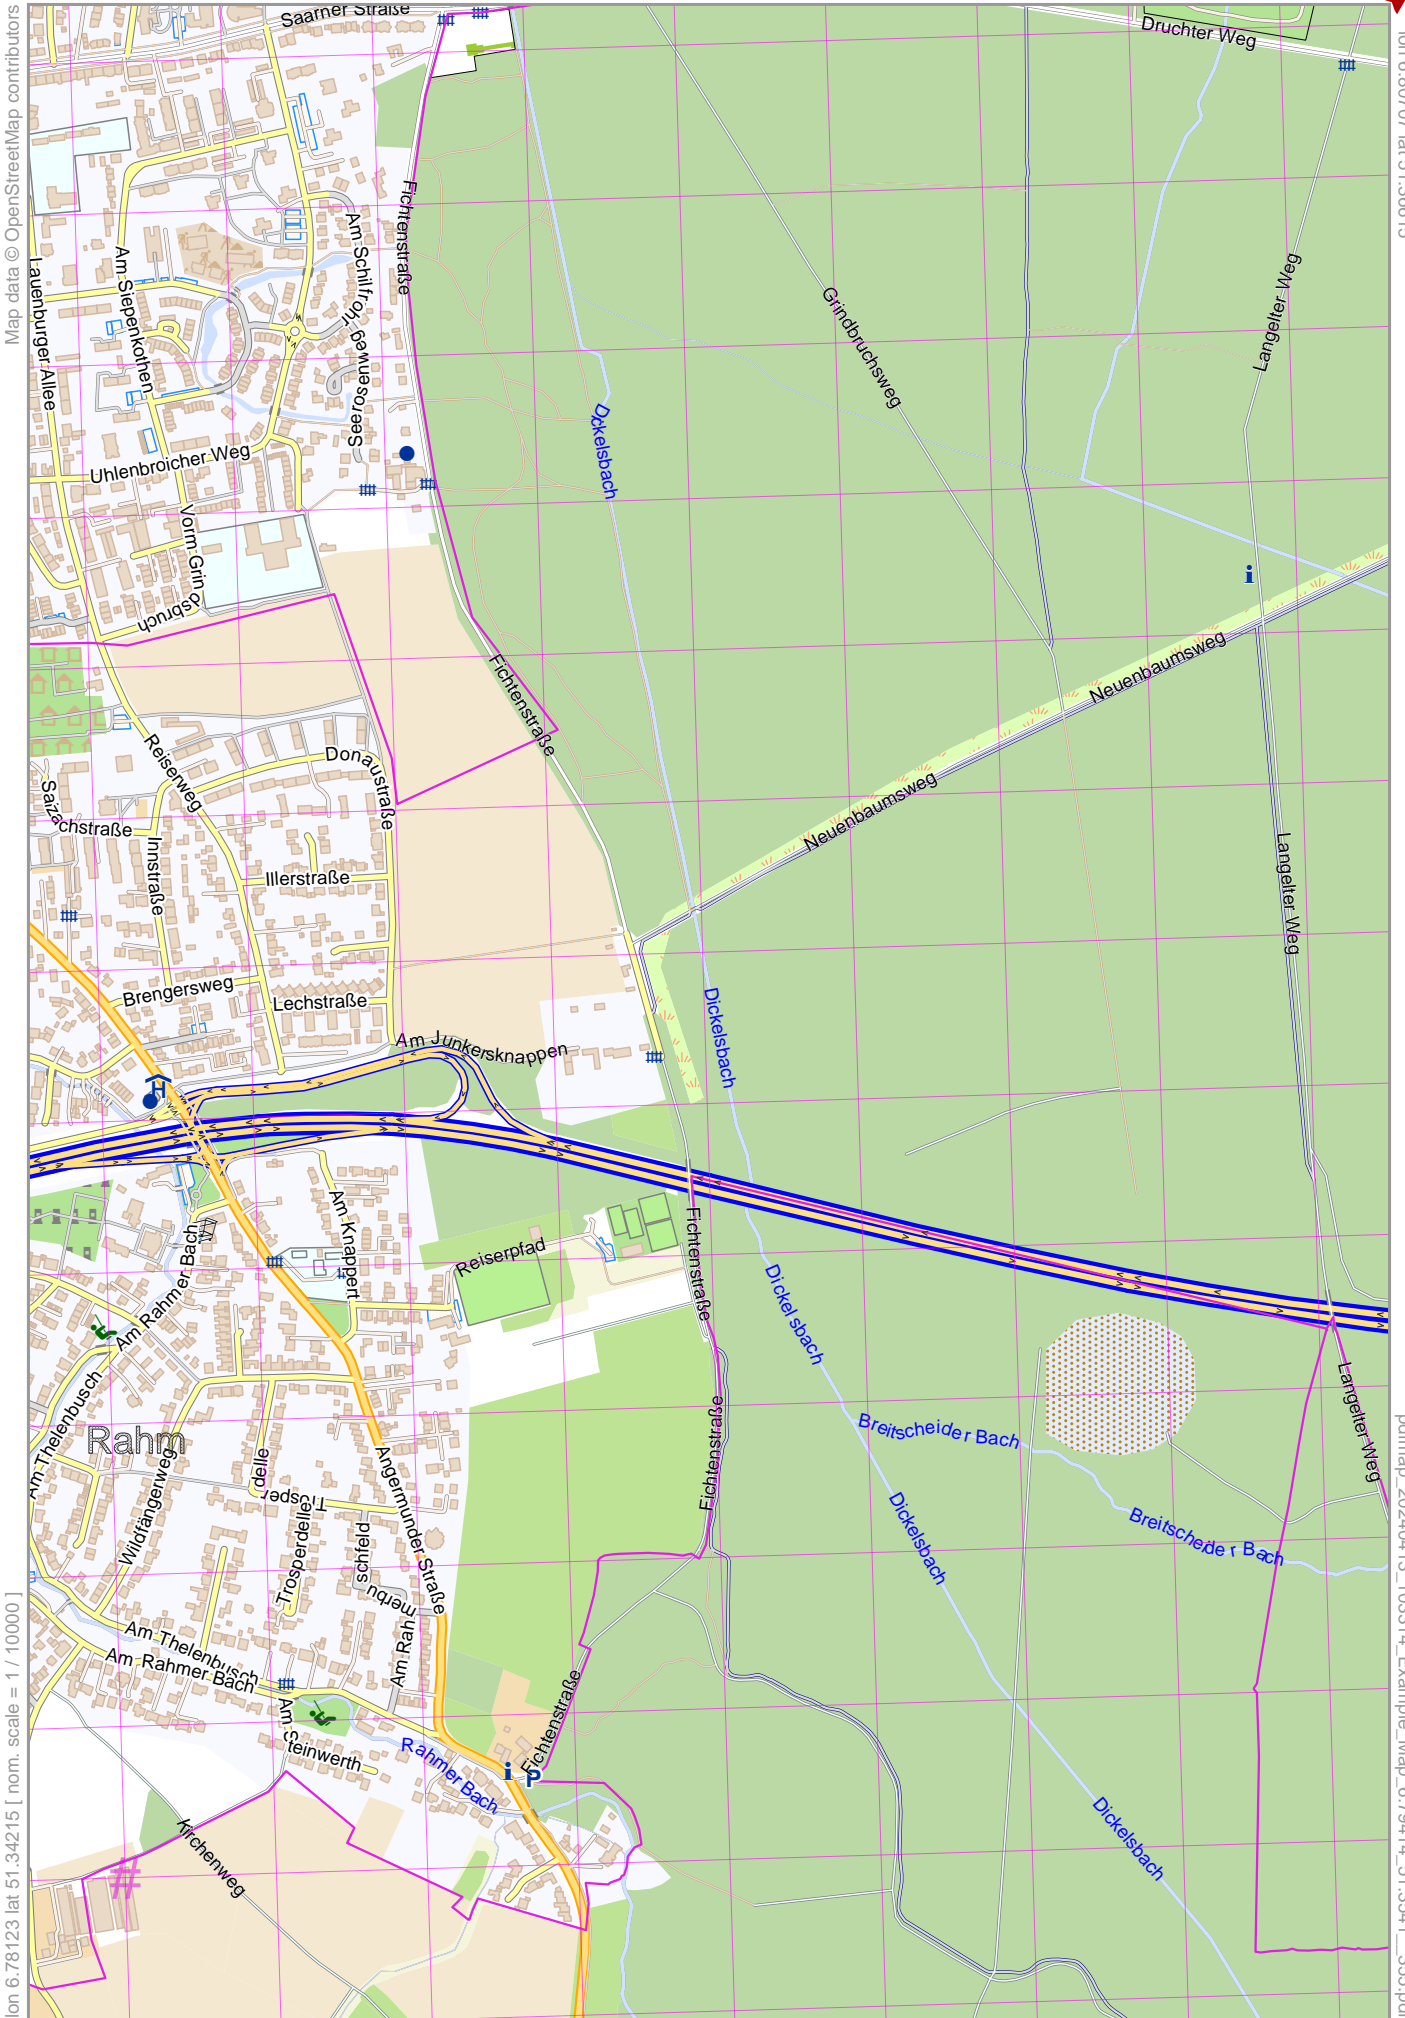 Map data © OpenStreetMap contributors
lon 6.78123 lat 51.34215 [ nom. scale = 1 / 10000 ]
Saarner Straße
Druchter Weg
Fichtenstraße
Am Schilfrohr
Seerosenweg
Am Siepenkothen
Lauenburger Allee
Uhlenbroicher Weg
Vorm Grindsbruch
Grindbruchsweg
Langelter Weg
Dickelsbach
i
Neuenbaumsweg
Neuenbaumsweg
Fichtenstraße
Reiserweg
Donaustraße
Saizachstraße
Innstraße
Illerstraße
Langelter Weg
Brengersweg
Lechstraße
Am Junkersknappen
Dickelsbach
H
Am Knappert
Reiserpfad
Fichtenstraße
Am Rahmer Bach
Dickelsbach
Am Thelenbusch
Rahm
Wildfängerweg
Trosperdelle
Trosperdelle
Angermunder Straße
Fichtenstraße
Breitscheider Bach
Langelter Weg
Dickelsbach
Breitscheider Bach
Am Rahmerbuschfeld
Am Thelenbusch
Am Rahmer Bach
Am Steinwerth
Fichtenstraße
Rahmer Bach
i
P
Dickelsbach
Kirchenweg
#